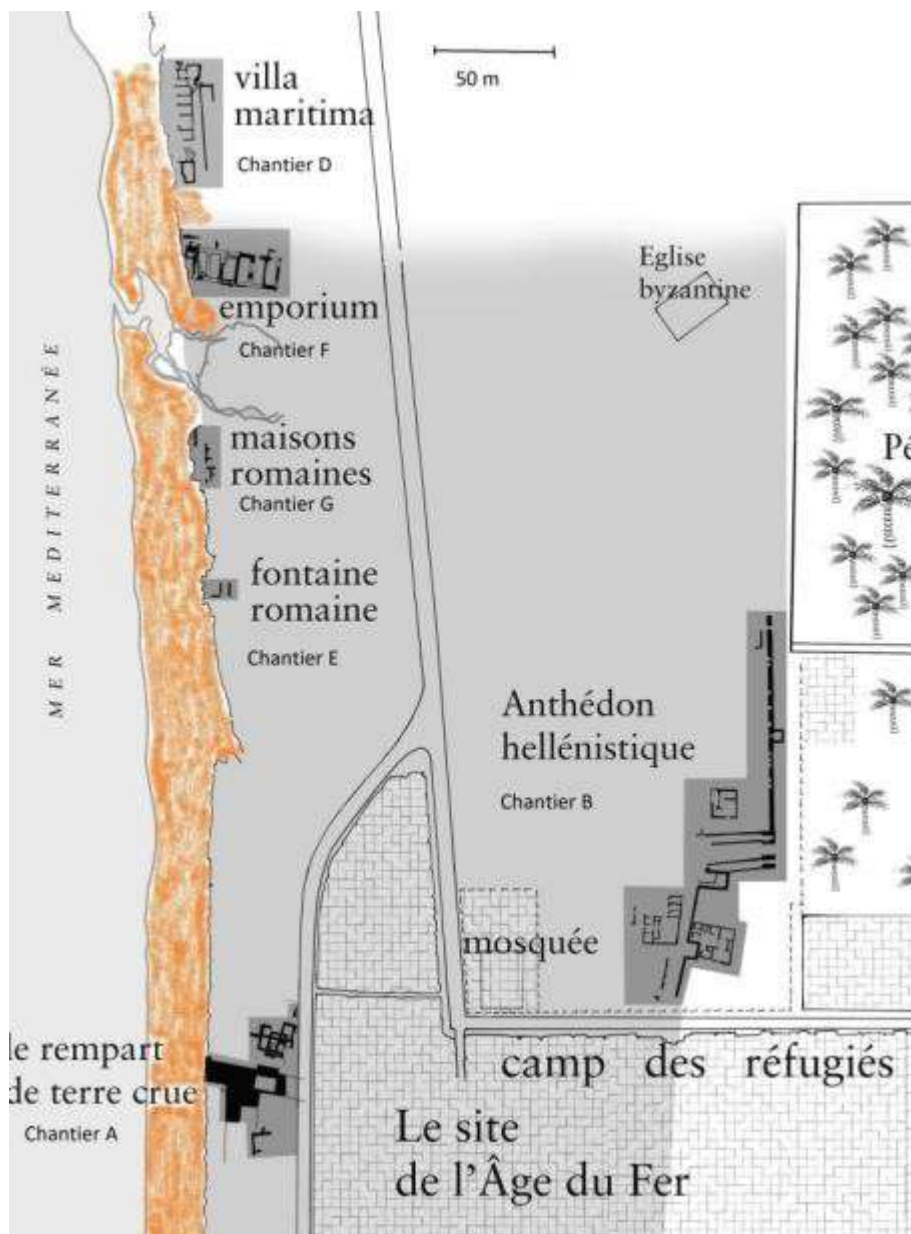 villa
maritima
Chantier D
50 m
Eglise
byzantine
emporium
Chantier F
MER MEDITERRANÉE
maisons
romaines
Chantier G
Pé
fontaine
romaine
Chantier E
Anthédon
hellénistique
Chantier B
mosquée
le rempart
de terre crue
Chantier A
camp des réfugiés
Le site
de l'Âge du Fer